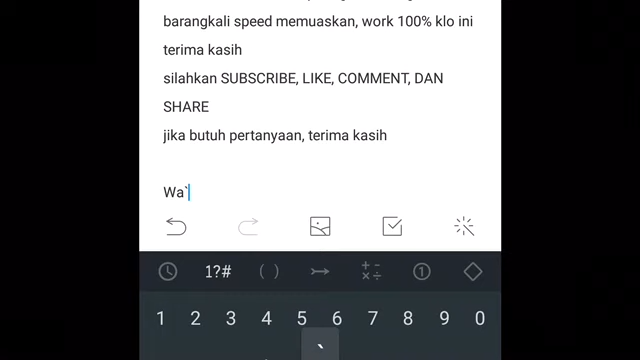 barangkali speed memuaskan, work 100% klo ini
terima kasih
silahkan SUBSCRIBE, LIKE, COMMENT, DAN
SHARE
jika butuh pertanyaan, terima kasih
Wa`
1?# ( ) + - × ÷ 1
1 2 3 4 5 6 7 8 9 0
`